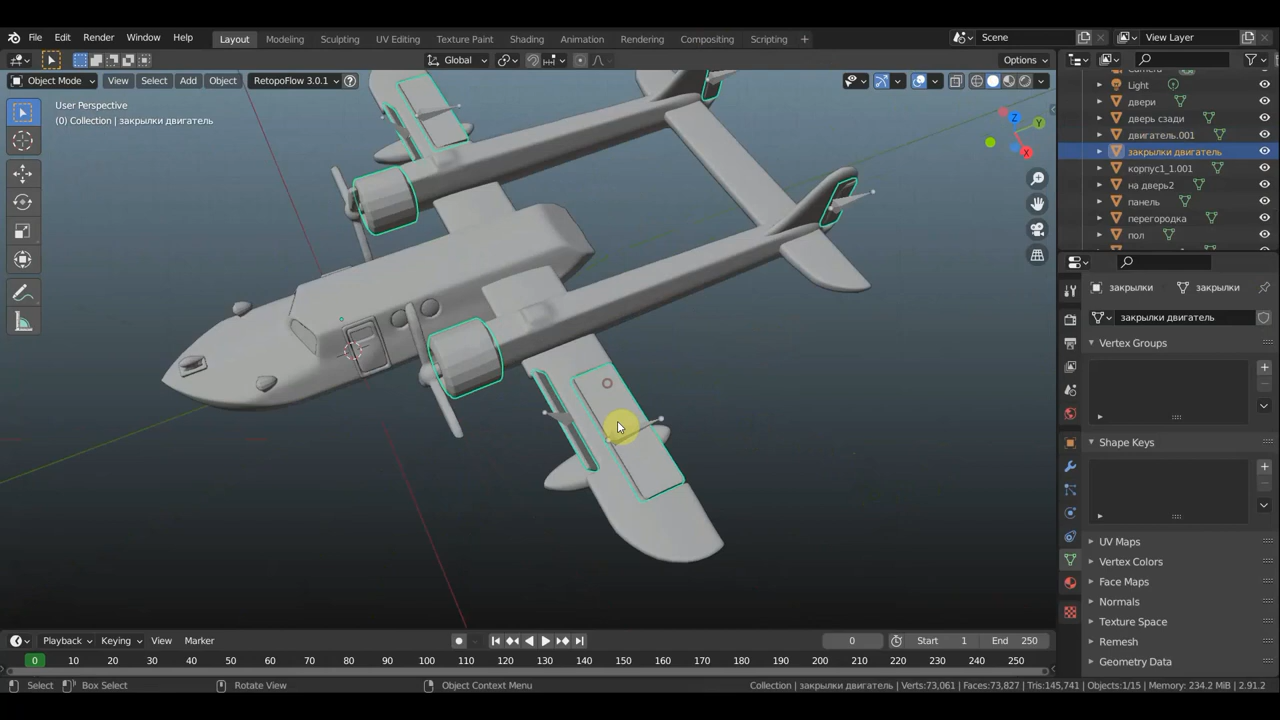 File Edit Render Window Help Layout Modeling Sculpting UV Editing Texture Paint Shading Animation Rendering Compositing Scripting + Scene View Layer
Global Options
Object Mode View Select Add Object RetopoFlow 3.0.1
User Perspective
(0) Collection | закрылки двигатель
Z
Y
X
Light
двери
дверь сзади
двигатель.001
закрылки двигатель
корпус1_1.001
на дверь2
панель
перегородка
пол
закрылки закрылки
закрылки двигатель
Vertex Groups
Shape Keys
UV Maps
Vertex Colors
Face Maps
Normals
Texture Space
Remesh
Geometry Data
Playback Keying View Marker 0 Start 1 End 250
0 10 20 30 40 50 60 70 80 90 100 110 120 130 140 150 160 170 180 190 200 210 220 230 240 250
Select Box Select Rotate View Object Context Menu Collection | закрылки двигатель | Verts:73,061 | Faces:73,827 | Tris:145,741 | Objects:1/15 | Memory: 234.2 MiB | 2.91.2